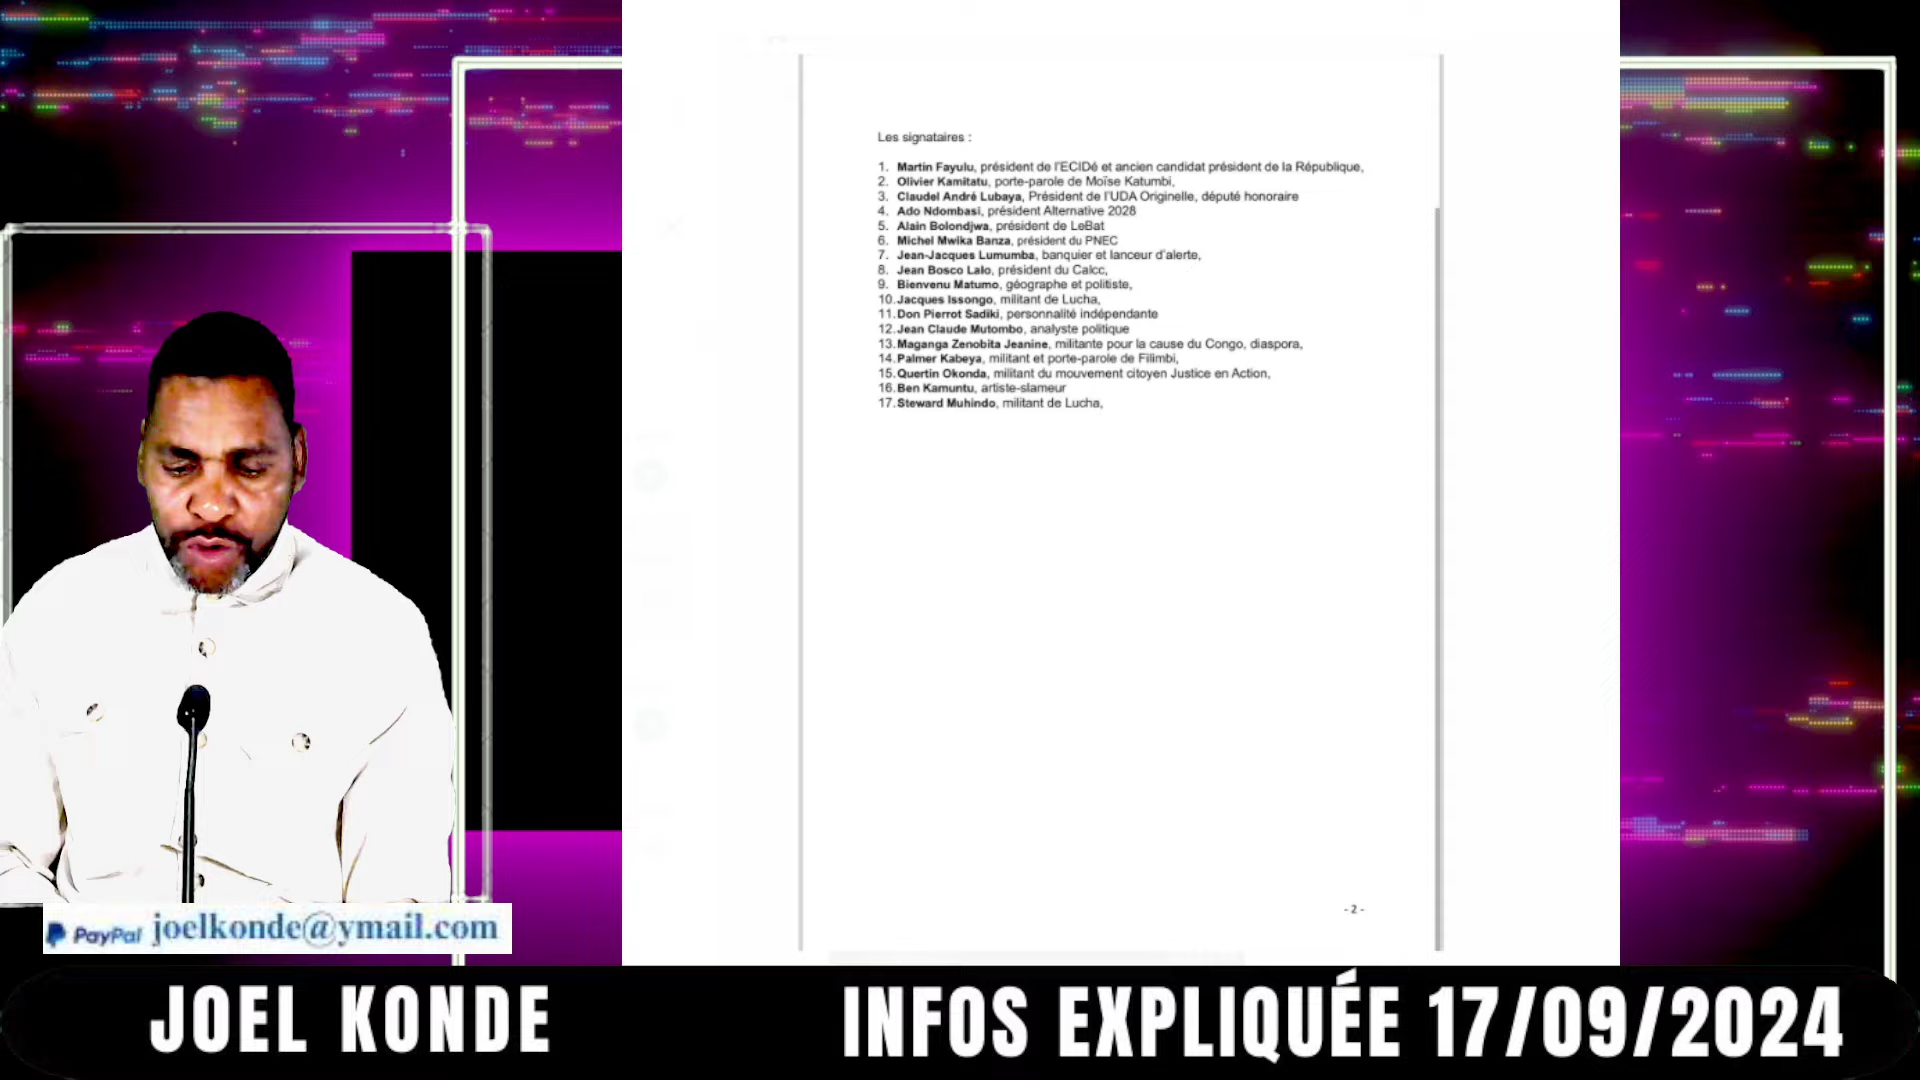 Les signataires :
1. Martin Fayulu, président de l'ECIDé et ancien candidat président de la République,
2. Olivier Kamitatu, porte-parole de Moïse Katumbi,
3. Claudel André Lubaya, Président de l'UDA Originelle, député honoraire
4. Ado Ndombasi, président Alternative 2028
5. Alain Bolondjwa, président de LeBat
6. Michel Mwika Banza, président du PNEC
7. Jean-Jacques Lumumba, banquier et lanceur d'alerte,
8. Jean Bosco Lalo, président du Calcc,
9. Bienvenu Matumo, géographe et politiste,
10. Jacques Issongo, militant de Lucha,
11. Don Pierrot Sadiki, personnalité indépendante
12. Jean Claude Mutombo, analyste politique
13. Maganga Zenobita Jeanine, militante pour la cause du Congo, diaspora,
14. Palmer Kabeya, militant et porte-parole de Filimbi,
15. Quertin Okonda, militant du mouvement citoyen Justice en Action,
16. Ben Kamuntu, artiste-slameur
17. Steward Muhindo, militant de Lucha,
- 2 -
PayPal joelkonde@ymail.com
JOEL KONDE
INFOS EXPLIQUÉE 17/09/2024